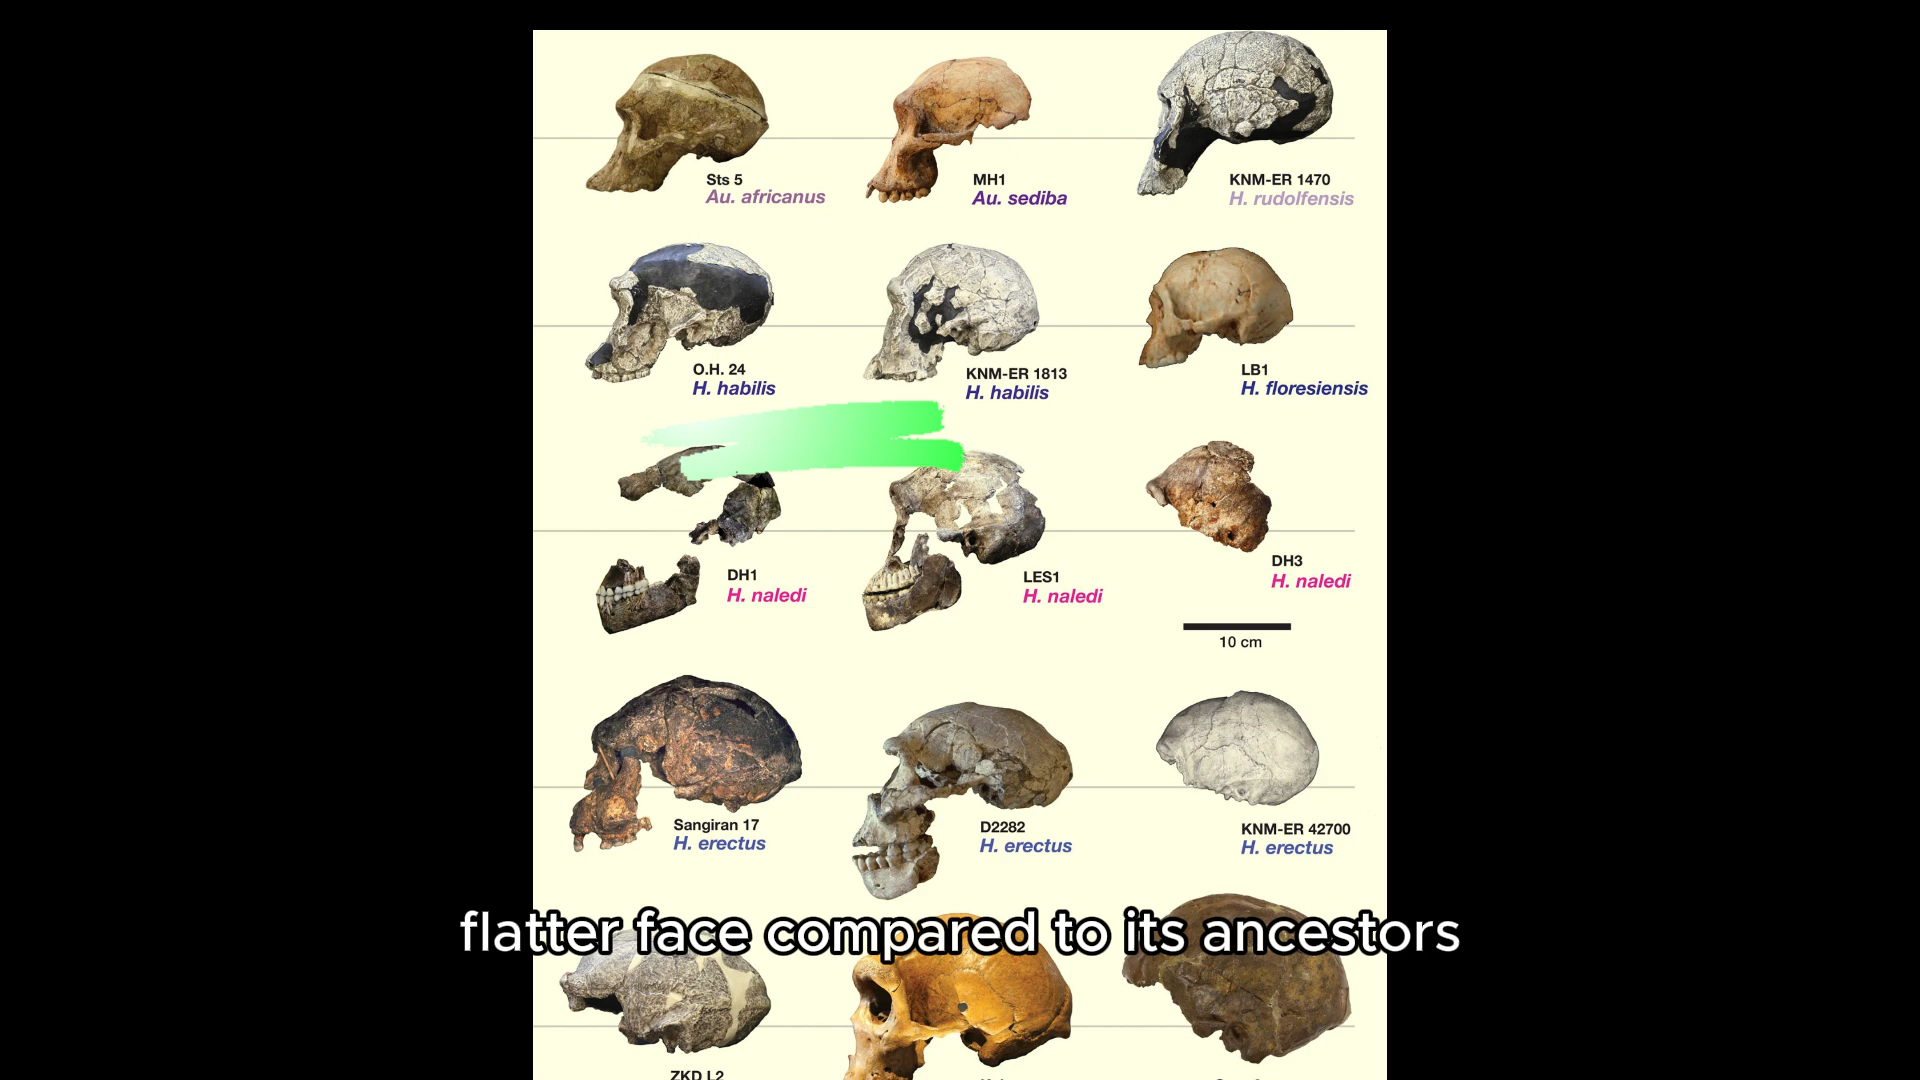 Sts 5
Au. africanus
MH1
Au. sediba
KNM-ER 1470
H. rudolfensis
O.H. 24
H. habilis
KNM-ER 1813
H. habilis
LB1
H. floresiensis
DH1
H. naledi
LES1
H. naledi
DH3
H. naledi
10 cm
Sangiran 17
H. erectus
D2282
H. erectus
KNM-ER 42700
H. erectus
flatter face compared to its ancestors
ZKD L2